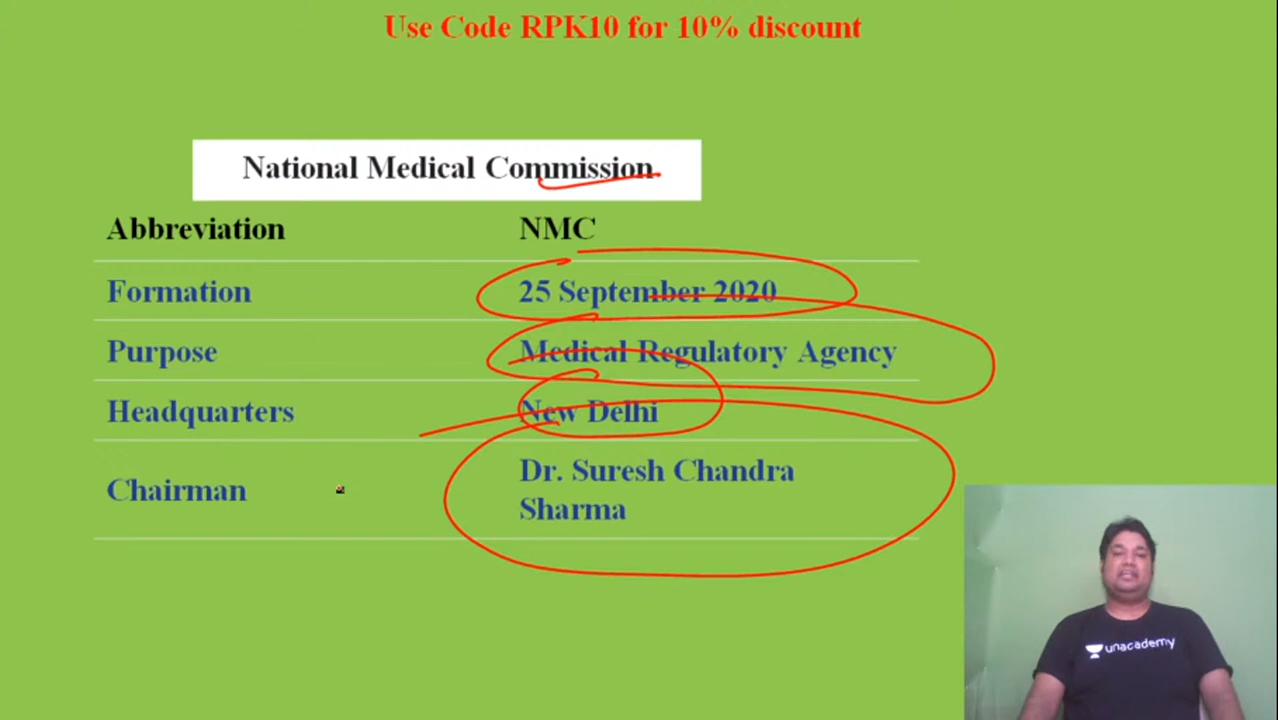 Use Code RPK10 for 10% discount
National Medical Commission
Abbreviation NMC
Formation 25 September 2020
Purpose Medical Regulatory Agency
Headquarters New Delhi
Chairman Dr. Suresh Chandra
Sharma
unacademy